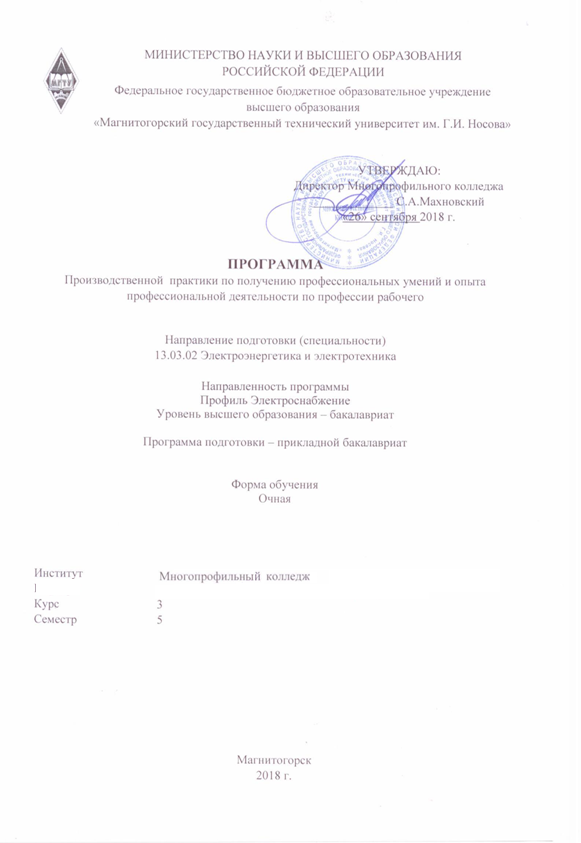 МГТУ
МИНИСТЕРСТВО НАУКИ И ВЫСШЕГО ОБРАЗОВАНИЯ
РОССИЙСКОЙ ФЕДЕРАЦИИ
Федеральное государственное бюджетное образовательное учреждение
высшего образования
«Магнитогорский государственный технический университет им. Г.И. Носова»
УТВЕРЖДАЮ:
Директор Многопрофильного колледжа
С.А.Махновский
«26» сентября 2018 г.
ПРОГРАММА
Производственной практики по получению профессиональных умений и опыта
профессиональной деятельности по профессии рабочего
Направление подготовки (специальности)
13.03.02 Электроэнергетика и электротехника
Направленность программы
Профиль Электроснабжение
Уровень высшего образования – бакалавриат
Программа подготовки – прикладной бакалавриат
Форма обучения
Очная
Институт Многопрофильный колледж
Курс 3
Семестр 5
Магнитогорск
2018 г.